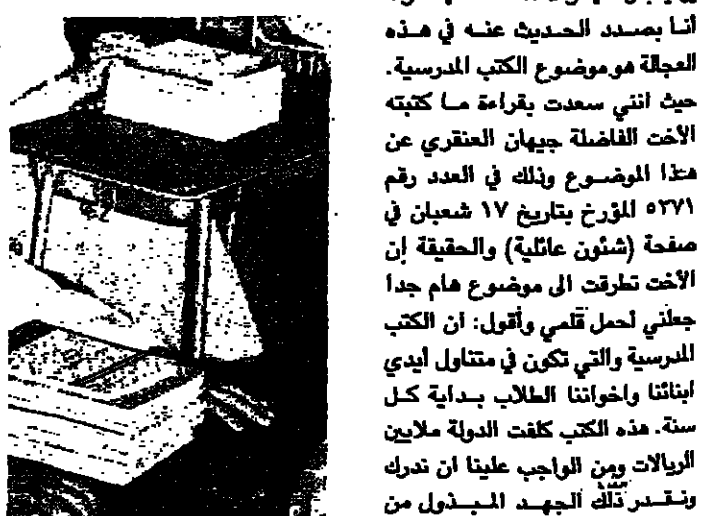 أنا بصدد الحديث عنه في هذه
العجالة هو موضوع الكتب المدرسية.
حيث انني سعدت بقراءة ما كتبته
الأخت الفاضلة جيهان العنقري عن
هذا الموضوع وذلك في العدد رقم
٥٢٧١ المؤرخ بتاريخ ١٧ شعبان في
صفحة (شئون عائلية) والحقيقة إن
الأخت تطرقت الى موضوع هام جدا
جعلني أحمل قلمي وأقول: أن الكتب
المدرسية والتي تكون في متناول أيدي
ابنائنا واخواننا الطلاب بداية كل
سنة. هذه الكتب كلفت الدولة ملايين
الريالات ومن الواجب علينا ان ندرك
ونقدر ذلك الجهد المبذول من